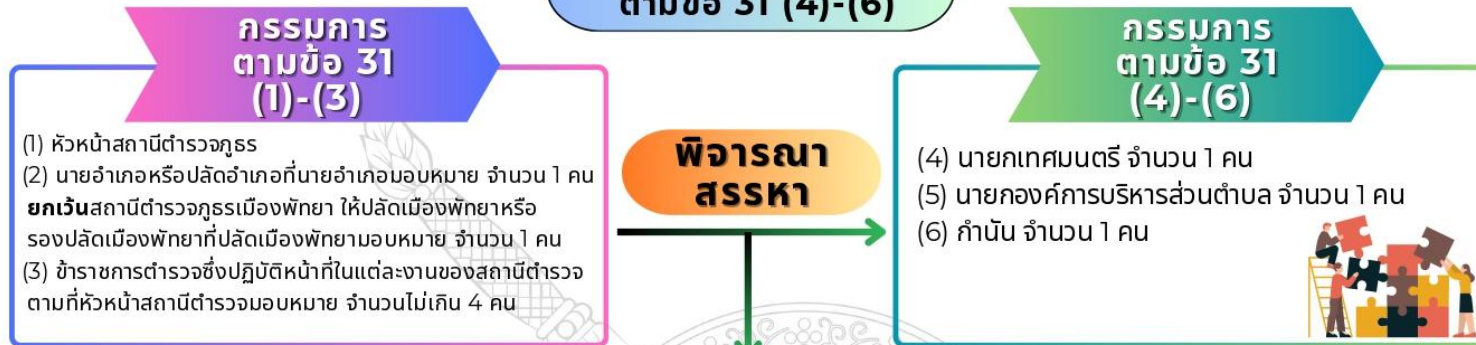 ตามข้อ 31 (4)-(6)
กรรมการ
ตามข้อ 31
(1)-(3)
(1) หัวหน้าสถานีตำรวจภูธร
(2) นายอำเภอหรือปลัดอำเภอที่นายอำเภอมอบหมาย จำนวน 1 คน
ยกเว้นสถานีตำรวจภูธรเมืองพัทยา ให้ปลัดเมืองพัทยาหรือ
รองปลัดเมืองพัทยาที่ปลัดเมืองพัทยามอบหมาย จำนวน 1 คน
(3) ข้าราชการตำรวจซึ่งปฏิบัติหน้าที่ในแต่ละงานของสถานีตำรวจ
ตามที่หัวหน้าสถานีตำรวจมอบหมาย จำนวนไม่เกิน 4 คน
พิจารณา
สรรหา
กรรมการ
ตามข้อ 31
(4)-(6)
(4) นายกเทศมนตรี จำนวน 1 คน
(5) นายกองค์การบริหารส่วนตำบล จำนวน 1 คน
(6) กำนัน จำนวน 1 คน